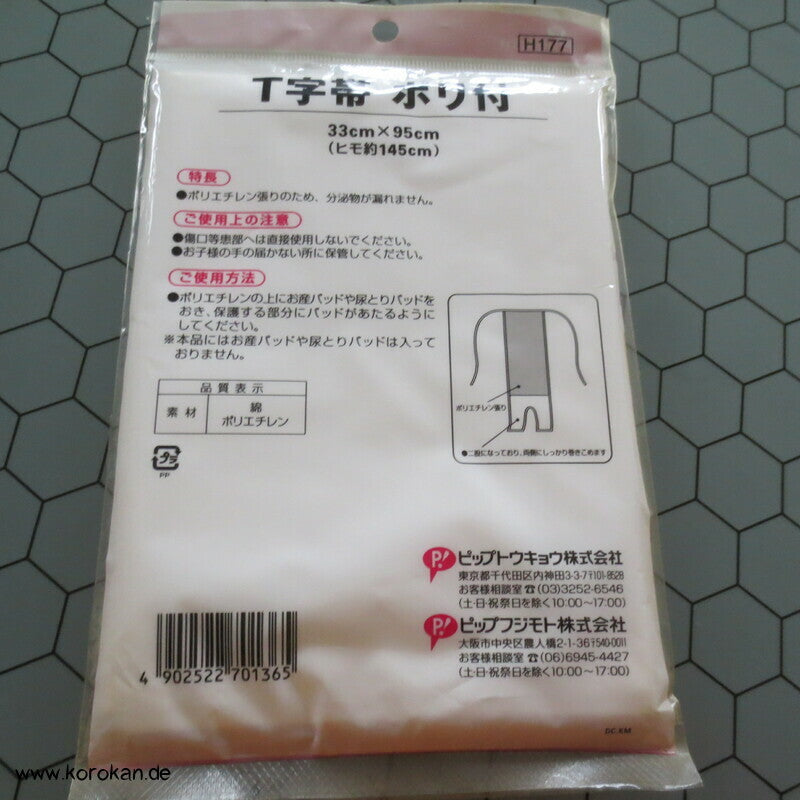 H177
T字帯 ポリ付
33cm×95cm
(ヒモ約145cm)
特長
●ポリエチレン張りのため、分泌物が漏れません。
ご使用上の注意
●傷口等患部へは直接使用しないでください。
●お子様の手の届かない所に保管してください。
ご使用方法
●ポリエチレンの上にお産パッドや尿とりパッドを
おき、保護する部分にパッドがあたるように
してください。
※本品にはお産パッドや尿とりパッドは入って
おりません。
品質表示
素材 綿
ポリエチレン
プラ
PP
ポリエチレン張り
●二股になっており、両側にしっかり巻きこめます
P!
ピップトウキョウ株式会社
東京都千代田区内神田3-3-7〒101-8528
お客様相談室☎(03)3252-6546
(土・日・祝祭日を除く10:00〜17:00)
P!
ピップフジモト株式会社
大阪市中央区農人橋2-1-36〒540-0011
お客様相談室☎(06)6945-4427
(土・日・祝祭日を除く10:00〜17:00)
4 902522 701365
DC.KM
www.korokan.de